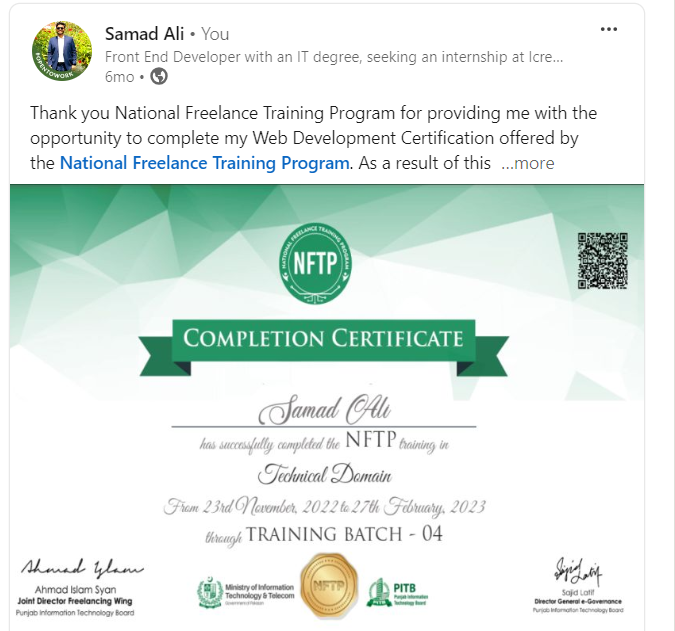 Samad Ali • You
Front End Developer with an IT degree, seeking an internship at Icre...
6mo •
#OPENTOWORK
Thank you National Freelance Training Program for providing me with the
opportunity to complete my Web Development Certification offered by
the National Freelance Training Program. As a result of this ...more
NATIONAL FREELANCE TRAINING PROGRAM
NFTP
COMPLETION CERTIFICATE
Samad Ali
has successfully completed the NFTP training in
Technical Domain
From 23rd November, 2022 to 27th February, 2023
through TRAINING BATCH - 04
Ahmad Islam
Ahmad Islam Syan
Joint Director Freelancing Wing
Punjab Information Technology Board
Ministry of Information
Technology & Telecom
Government of Pakistan
NFTP
PITB
Punjab Information
Technology Board
Sajid Latif
Sajid Latif
Director General e-Governance
Punjab Information Technology Board